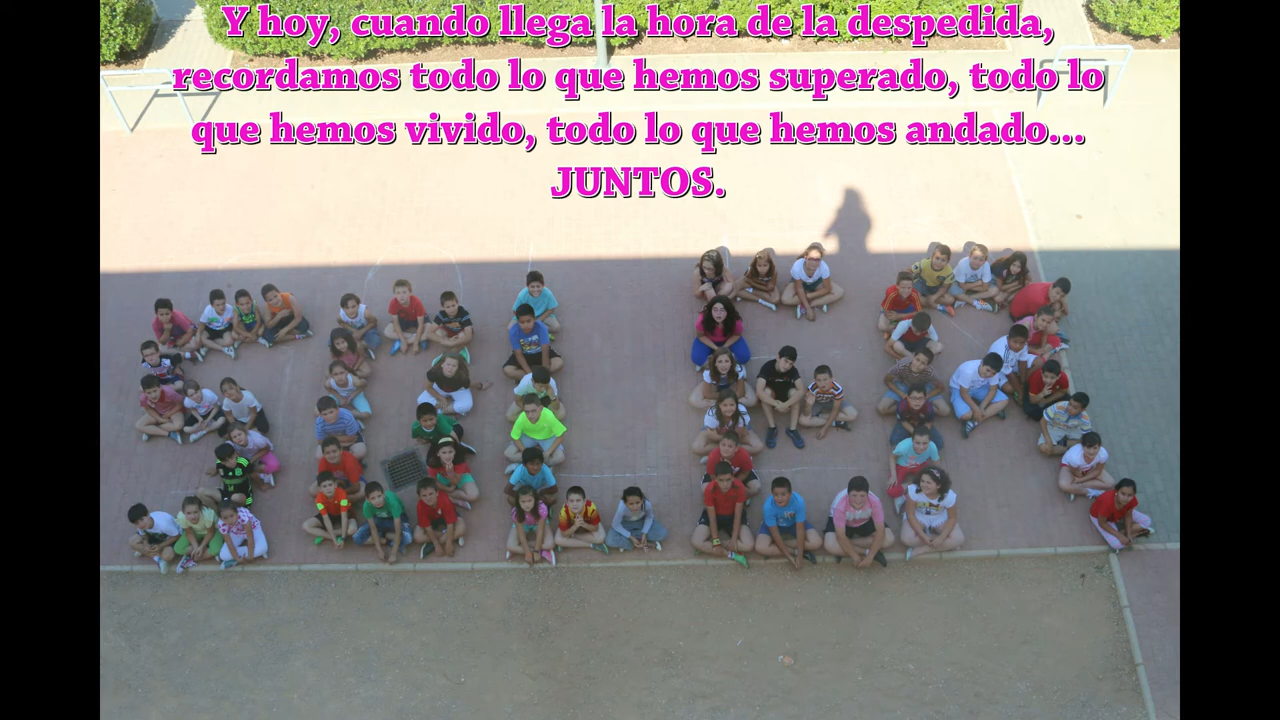 Y hoy, cuando llega la hora de la despedida,
recordamos todo lo que hemos superado, todo lo
que hemos vivido, todo lo que hemos andado...
JUNTOS.
SOLER